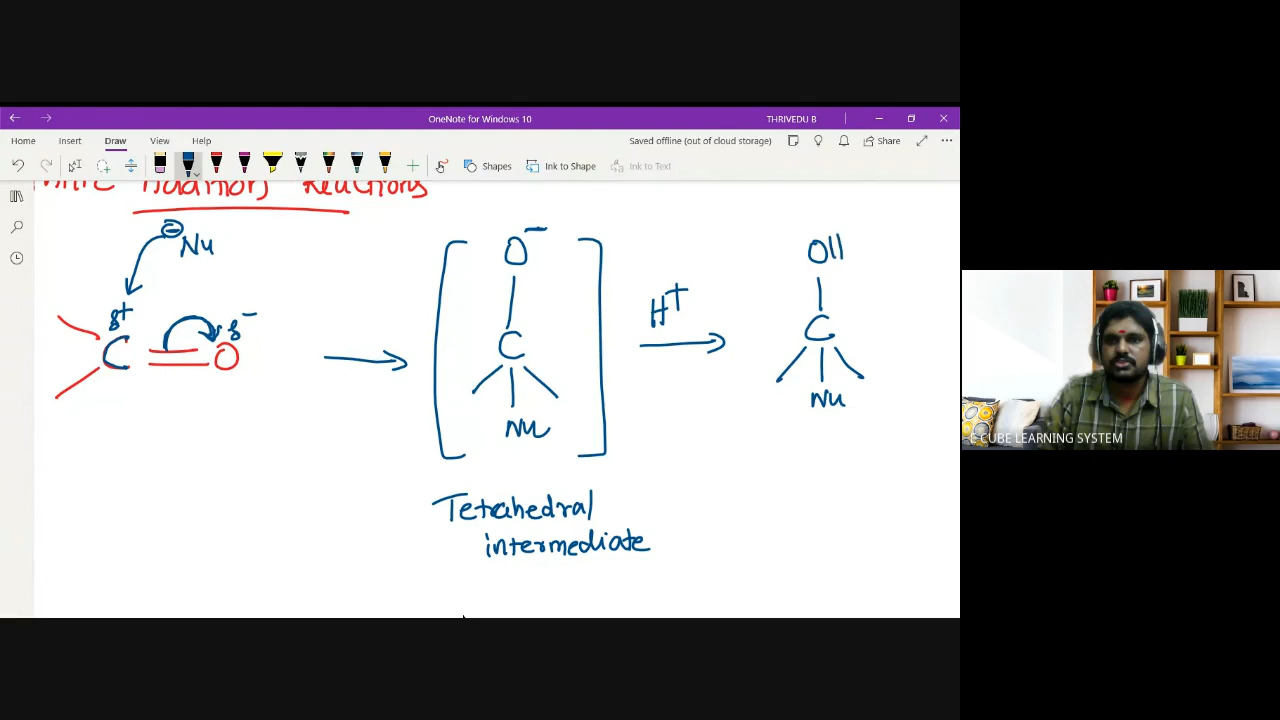 OneNote for Windows 10
THRIVEDU B
Home Insert Draw View Help
Saved offline (out of cloud storage)
Share
Shapes
Ink to Shape
Ink to Text
Addition Reactions
⊖
Nu
δ+
δ−
C=O
O−
C
Nu
H+
OH
C
Nu
Tetrahedral
intermediate
C CUBE LEARNING SYSTEM